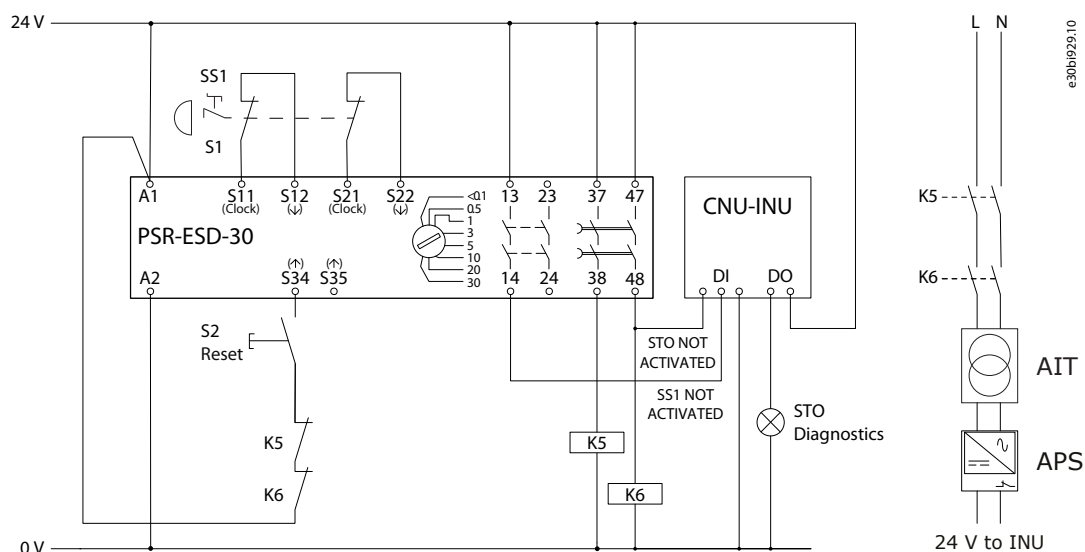 24 V
L N
e30bi929.10
SS1
S1
A1
S11
(Clock)
S12
(↓)
S21
(Clock)
S22
(↓)
<0.1
0.5
1
3
5
10
20
30
13
23
37
47
PSR-ESD-30
CNU-INU
A2
(↑)
S34
(↑)
S35
14
24
38
48
DI
DO
K5
K6
S2
Reset
STO NOT
ACTIVATED
SS1 NOT
ACTIVATED
AIT
STO
Diagnostics
K5
K5
K6
K6
APS
0 V
24 V to INU